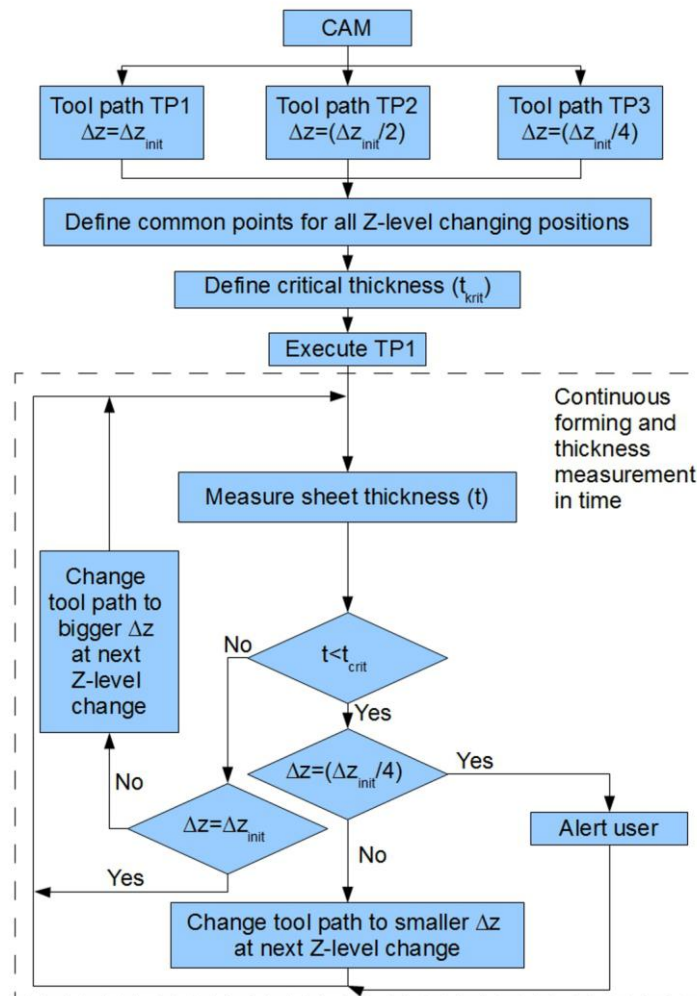 CAM
Tool path TP1
Δz=Δz_init
Tool path TP2
Δz=(Δz_init/2)
Tool path TP3
Δz=(Δz_init/4)
Define common points for all Z-level changing positions
Define critical thickness (t_krit)
Execute TP1
Continuous
forming and
thickness
measurement
in time
Measure sheet thickness (t)
Change
tool path to
bigger Δz
at next
Z-level
change
No
t<t_crit
Yes
Δz=(Δz_init/4)
Yes
No
Δz=Δz_init
Alert user
Yes
No
Change tool path to smaller Δz
at next Z-level change